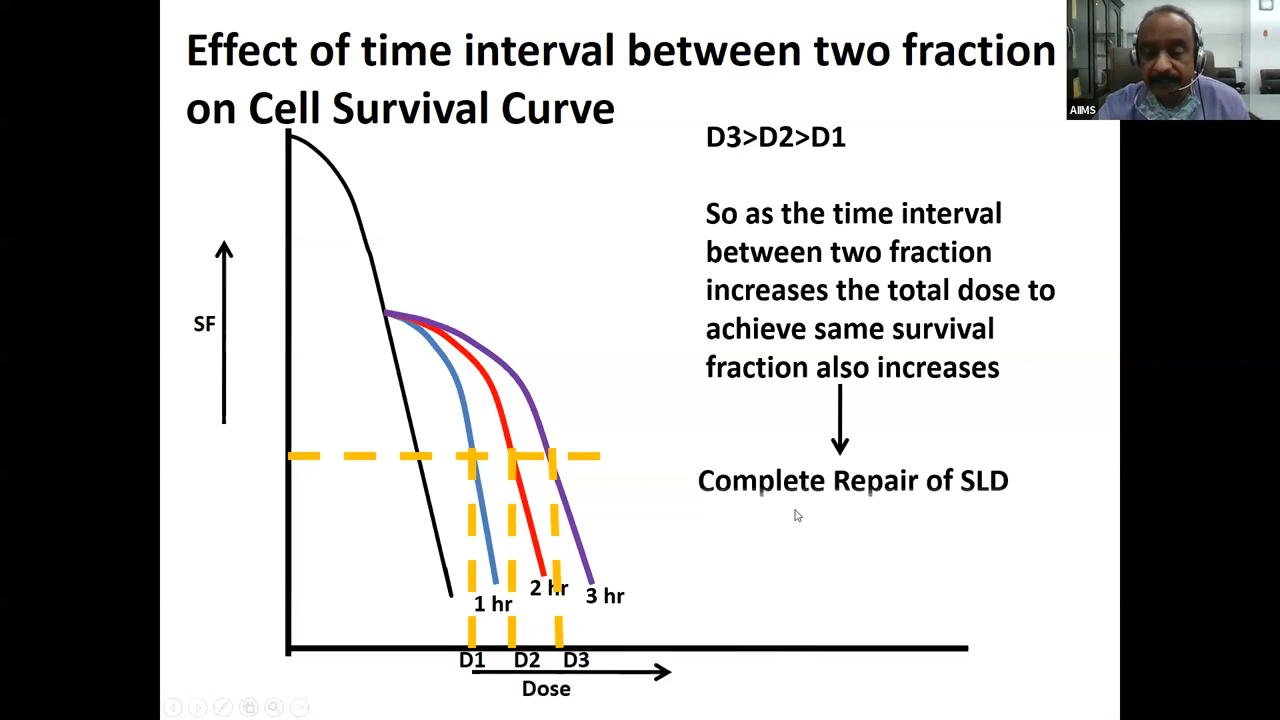 Effect of time interval between two fraction
on Cell Survival Curve
AIIMS
D3>D2>D1
So as the time interval
between two fraction
increases the total dose to
achieve same survival
fraction also increases
SF
Complete Repair of SLD
1 hr
2 hr
3 hr
D1
D2
D3
Dose